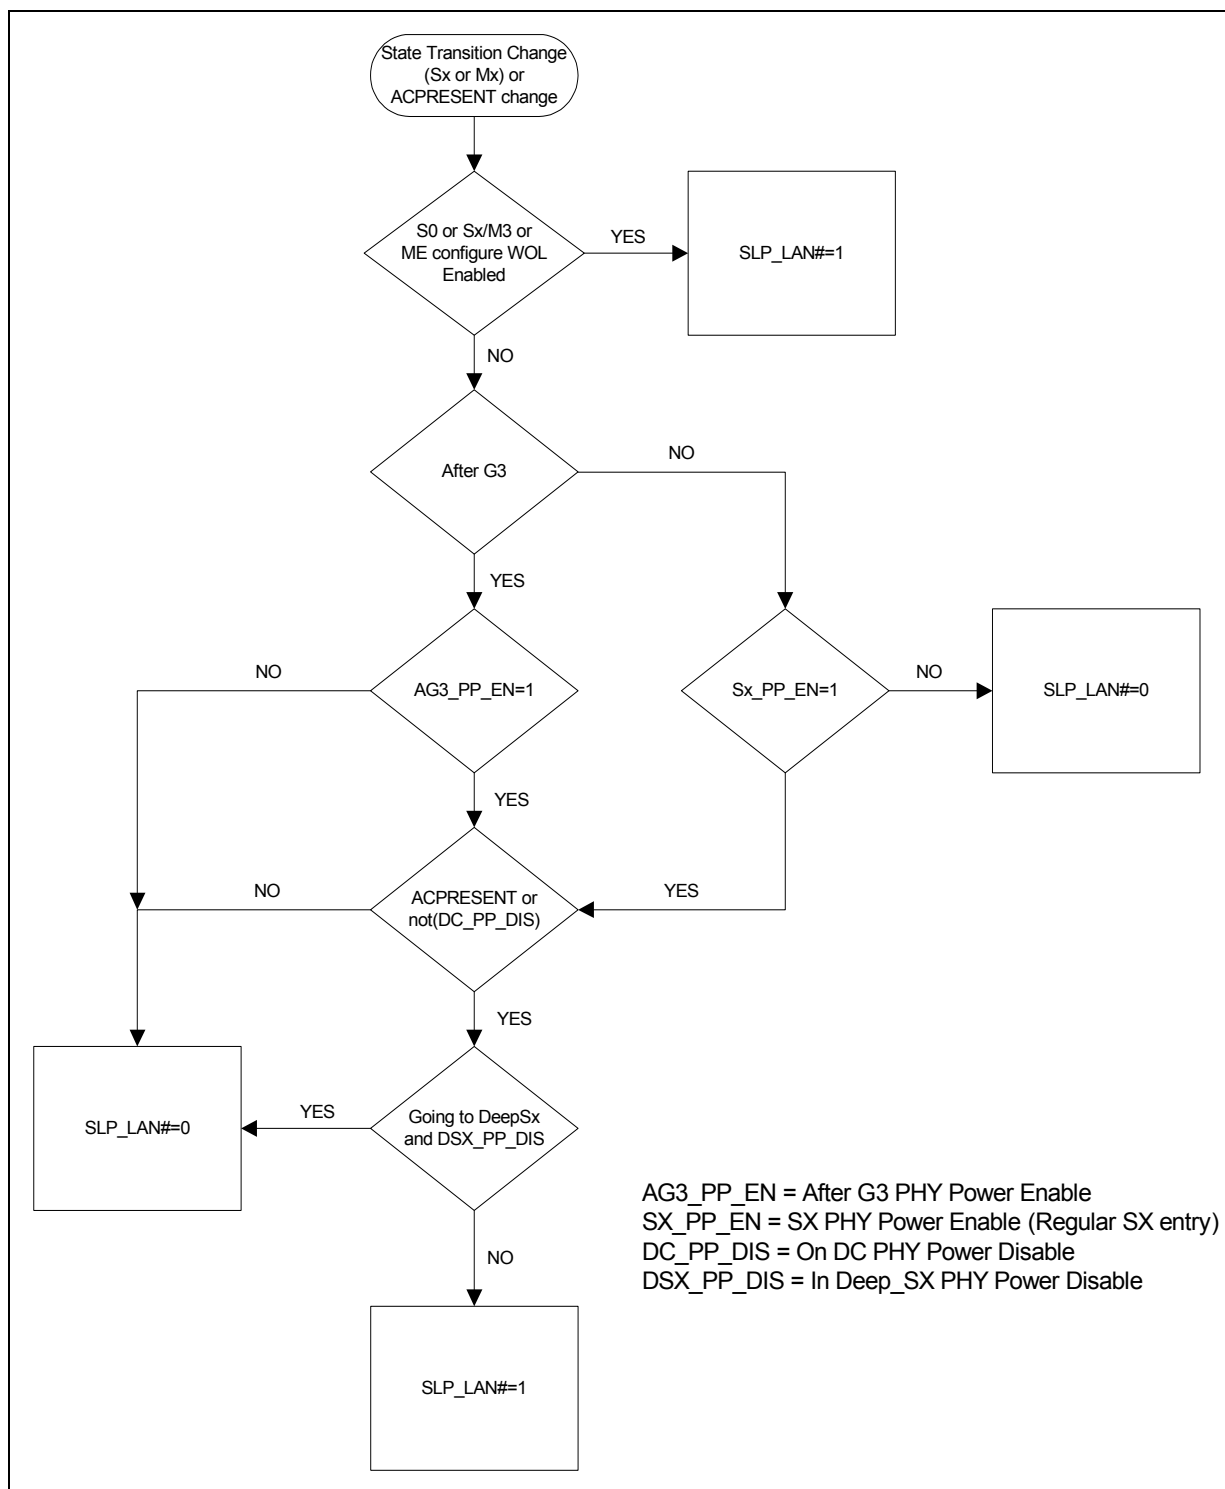 State Transition Change
(Sx or Mx) or
ACPRESENT change
S0 or Sx/M3 or
ME configure WOL
Enabled
YES
SLP_LAN#=1
NO
After G3
NO
YES
AG3_PP_EN=1
NO
Sx_PP_EN=1
NO
SLP_LAN#=0
YES
ACPRESENT or
not(DC_PP_DIS)
NO
YES
YES
SLP_LAN#=0
YES
Going to DeepSx
and DSX_PP_DIS
NO
SLP_LAN#=1
AG3_PP_EN = After G3 PHY Power Enable
SX_PP_EN = SX PHY Power Enable (Regular SX entry)
DC_PP_DIS = On DC PHY Power Disable
DSX_PP_DIS = In Deep_SX PHY Power Disable